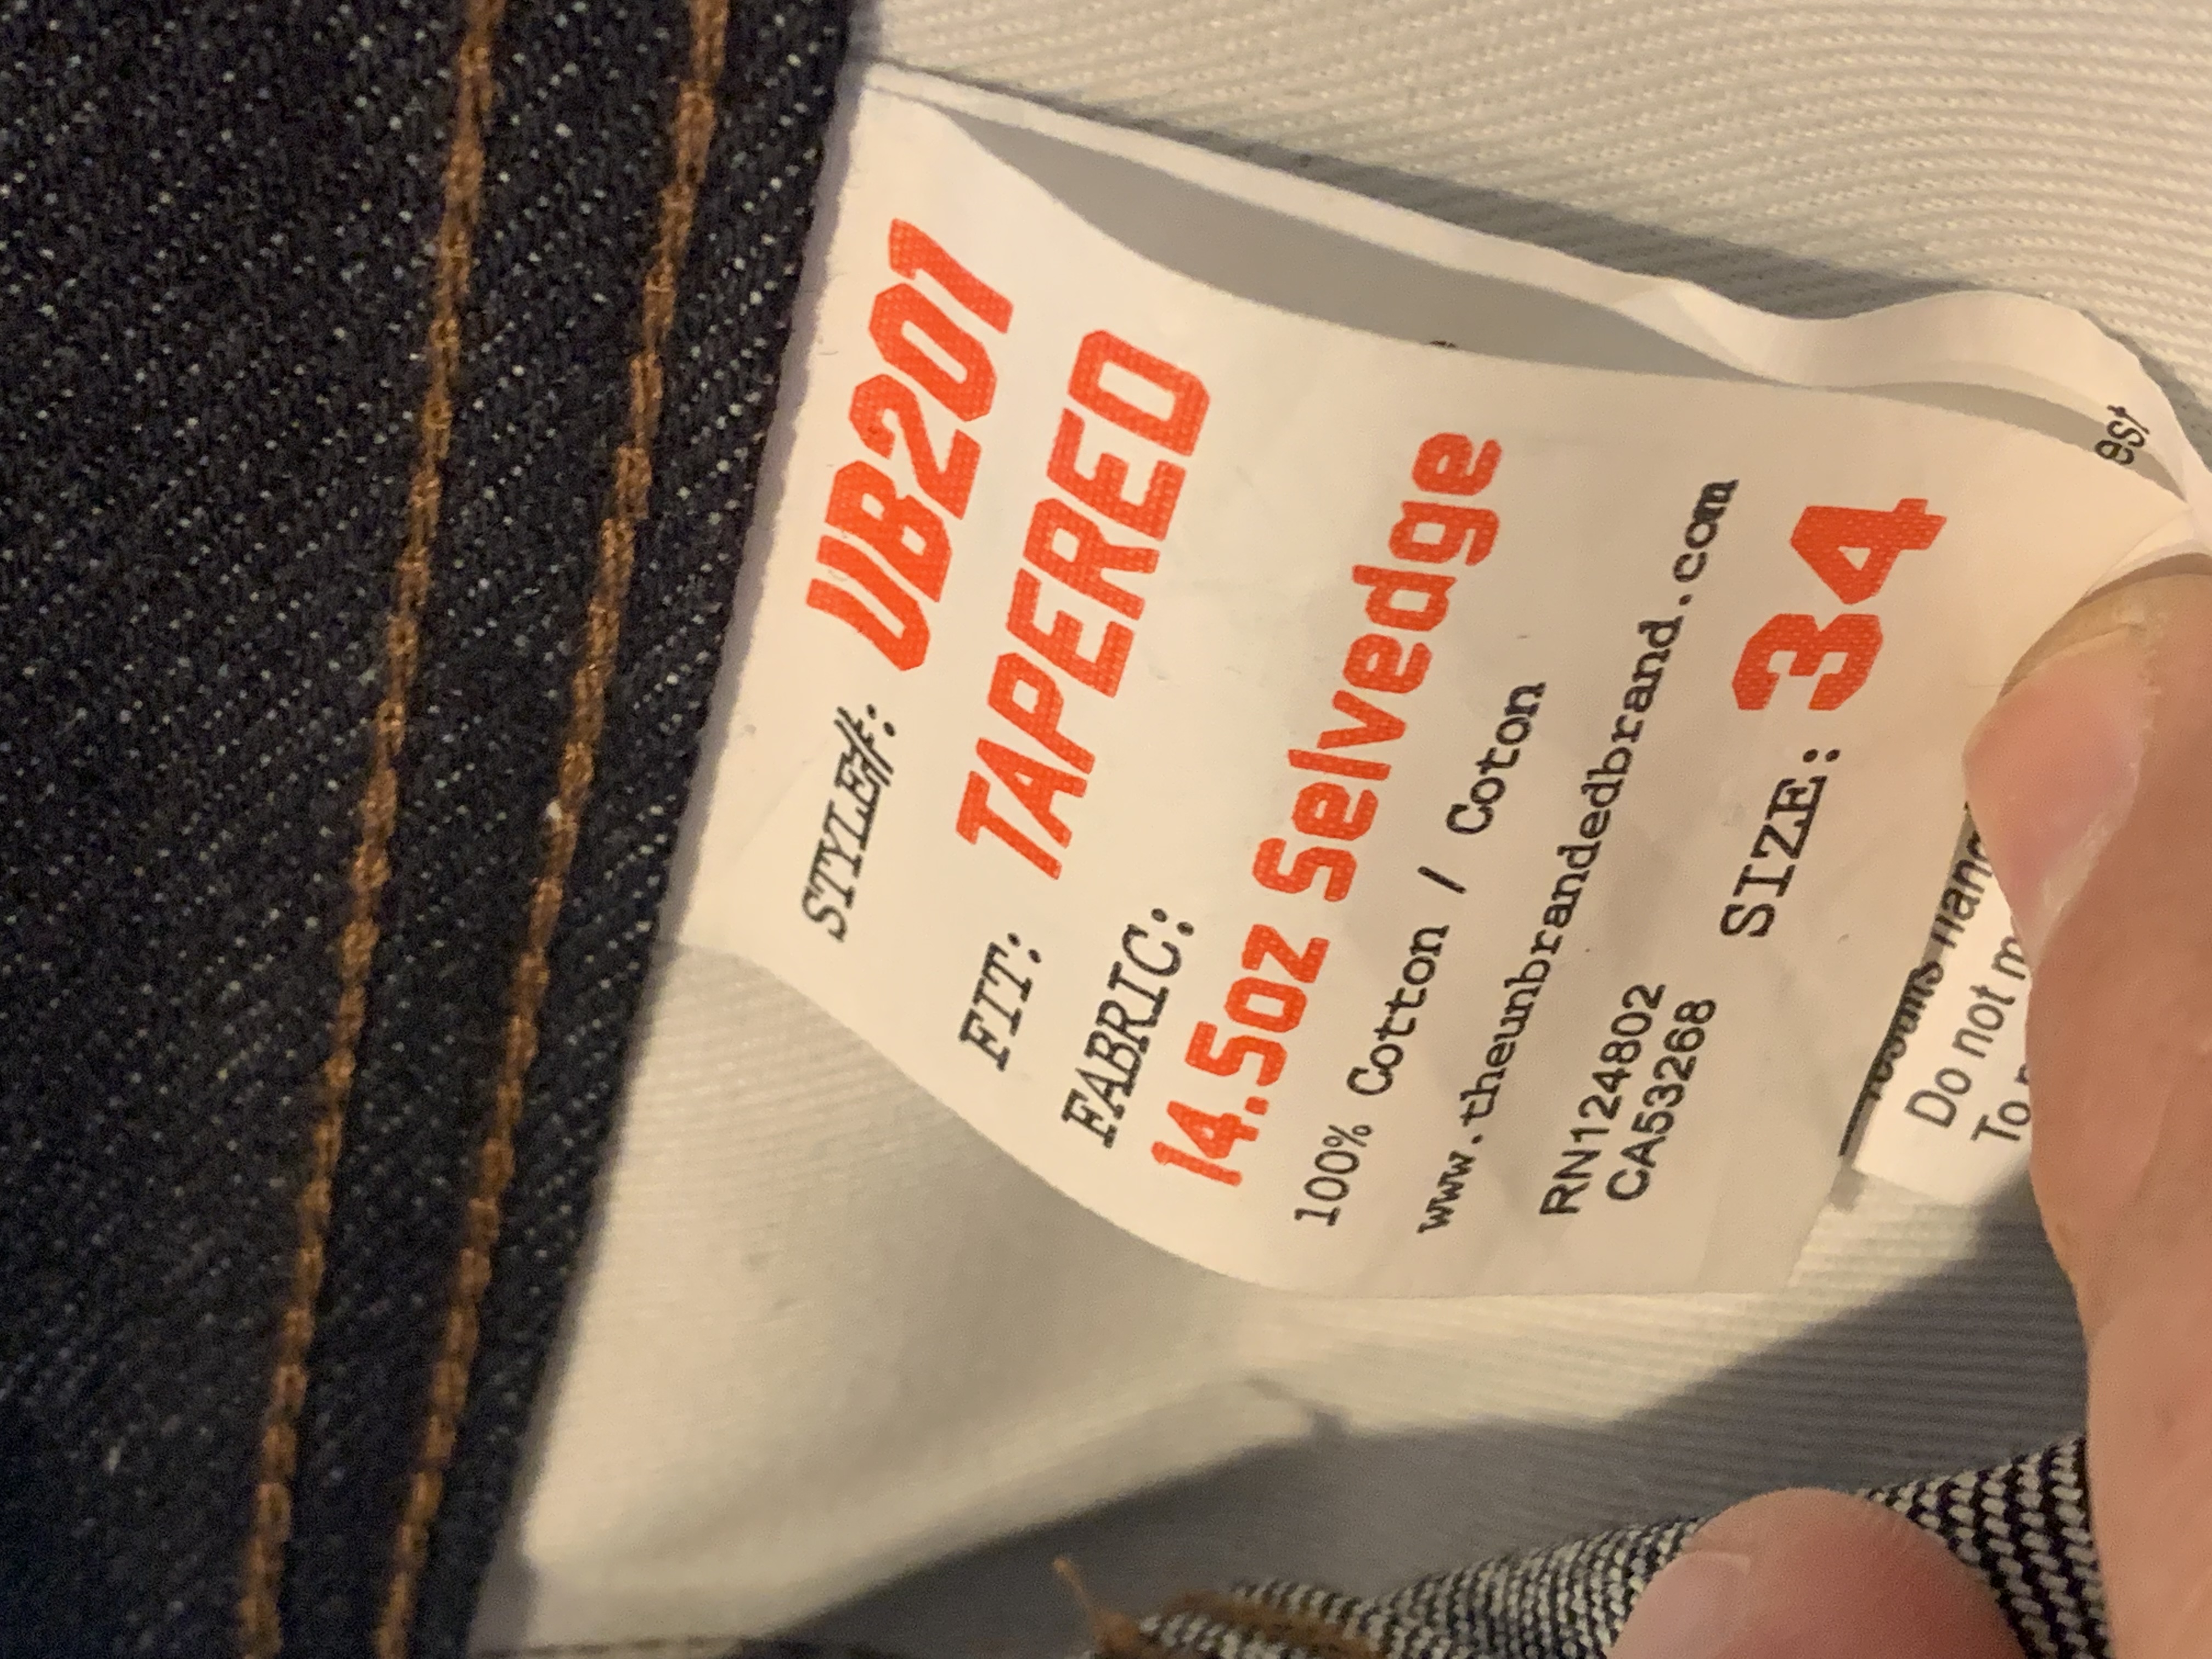 STYLE#: UB201
FIT: TAPERED
FABRIC:
14.5oz Selvedge
100% Cotton / Coton
www.theunbrandedbrand.com
RN124802
CA53268
SIZE: 34
Do not
To